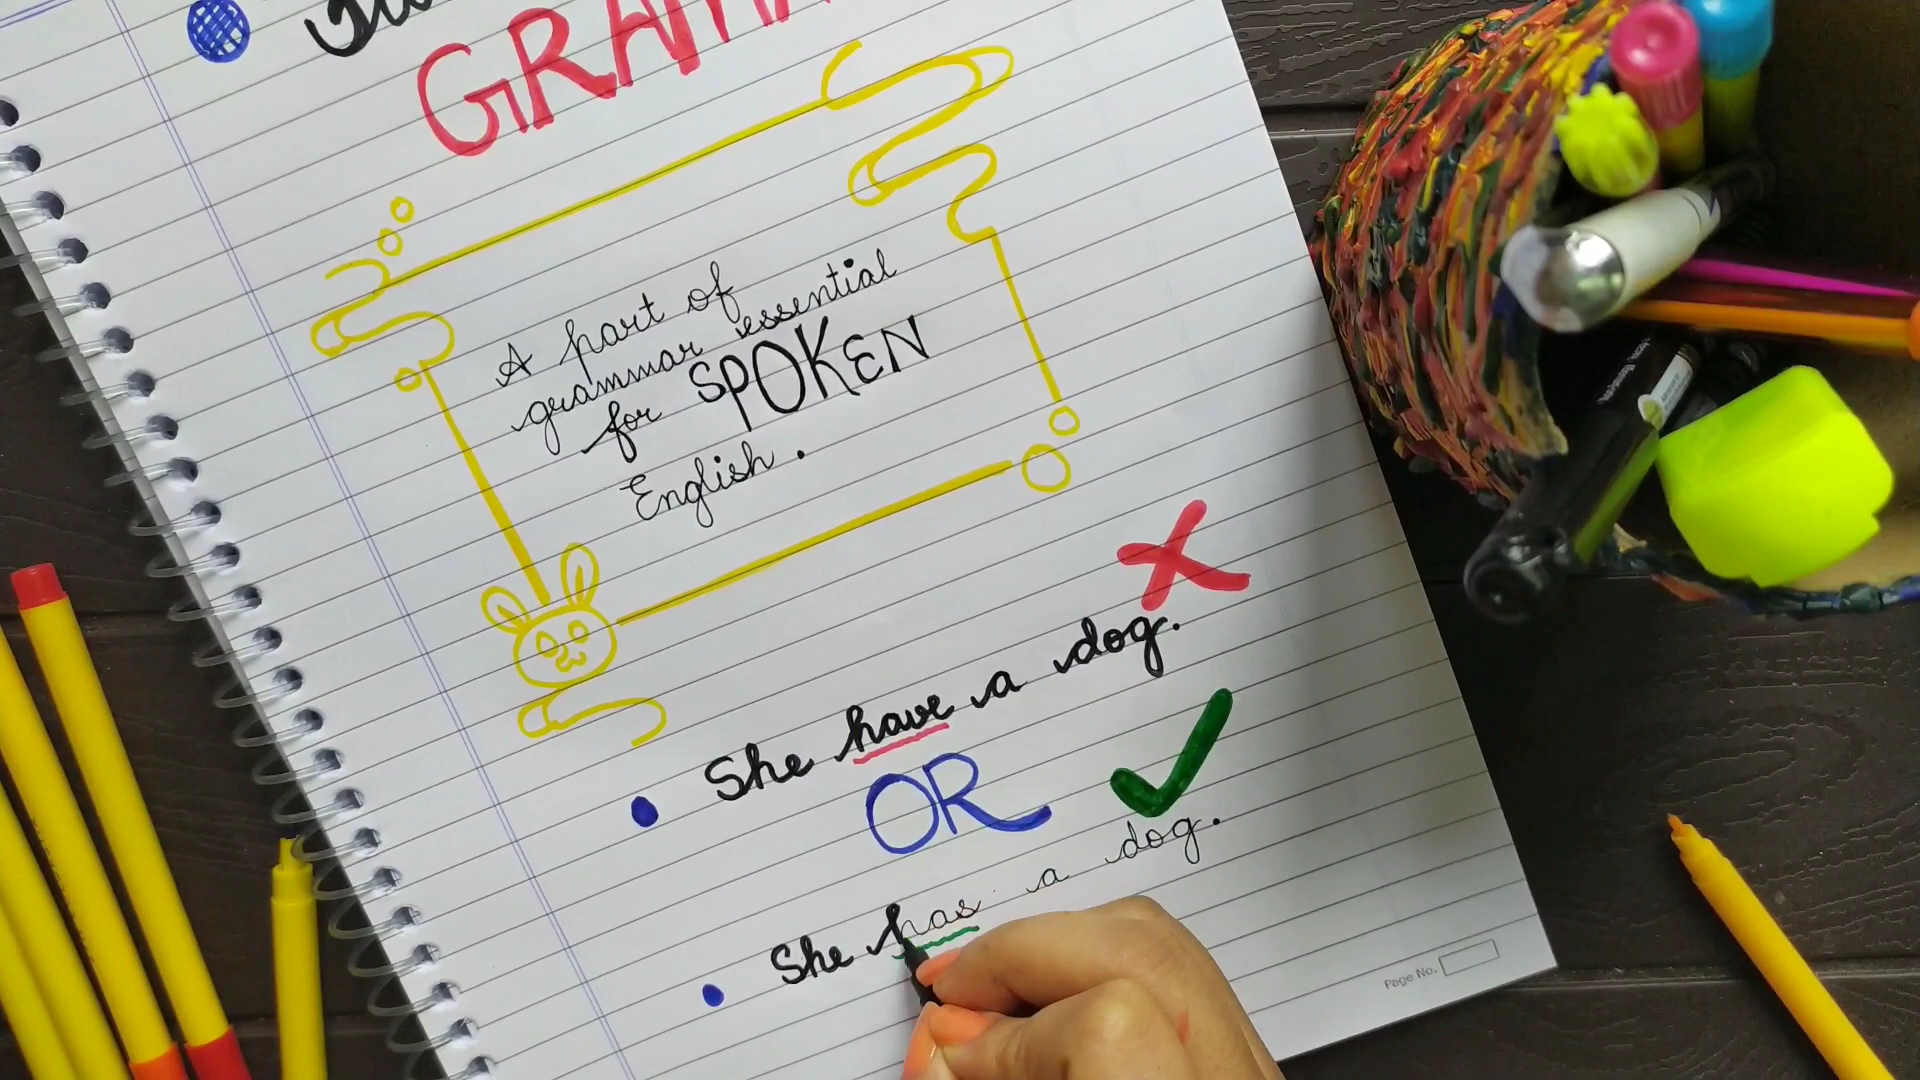 GRAM
A part of
grammar essential
for SPOKEN
English.
She have a dog.
OR
She has a dog.
Page No.